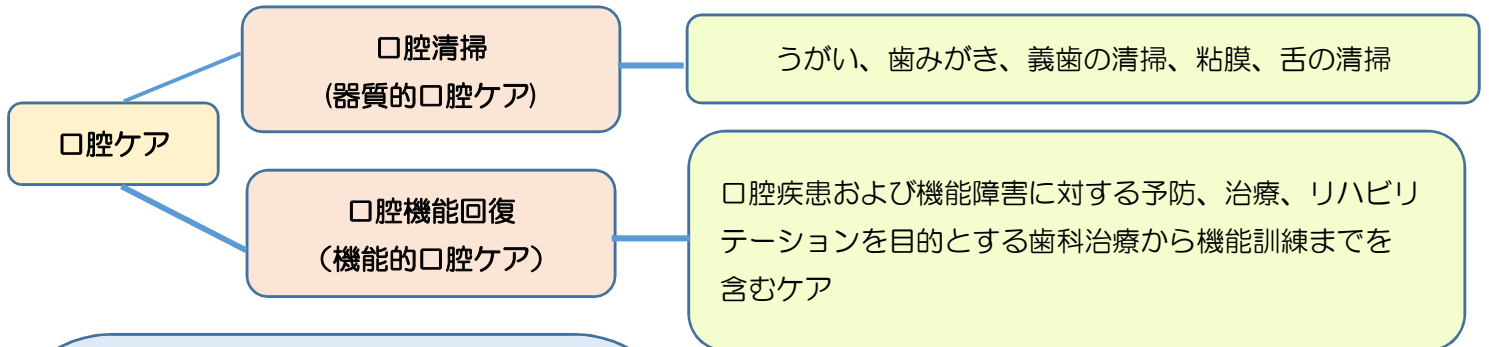 口腔清掃
(器質的口腔ケア)
うがい、歯みがき、義歯の清掃、粘膜、舌の清掃
口腔ケア
口腔機能回復
（機能的口腔ケア）
口腔疾患および機能障害に対する予防、治療、リハビリ
テーションを目的とする歯科治療から機能訓練までを
含むケア